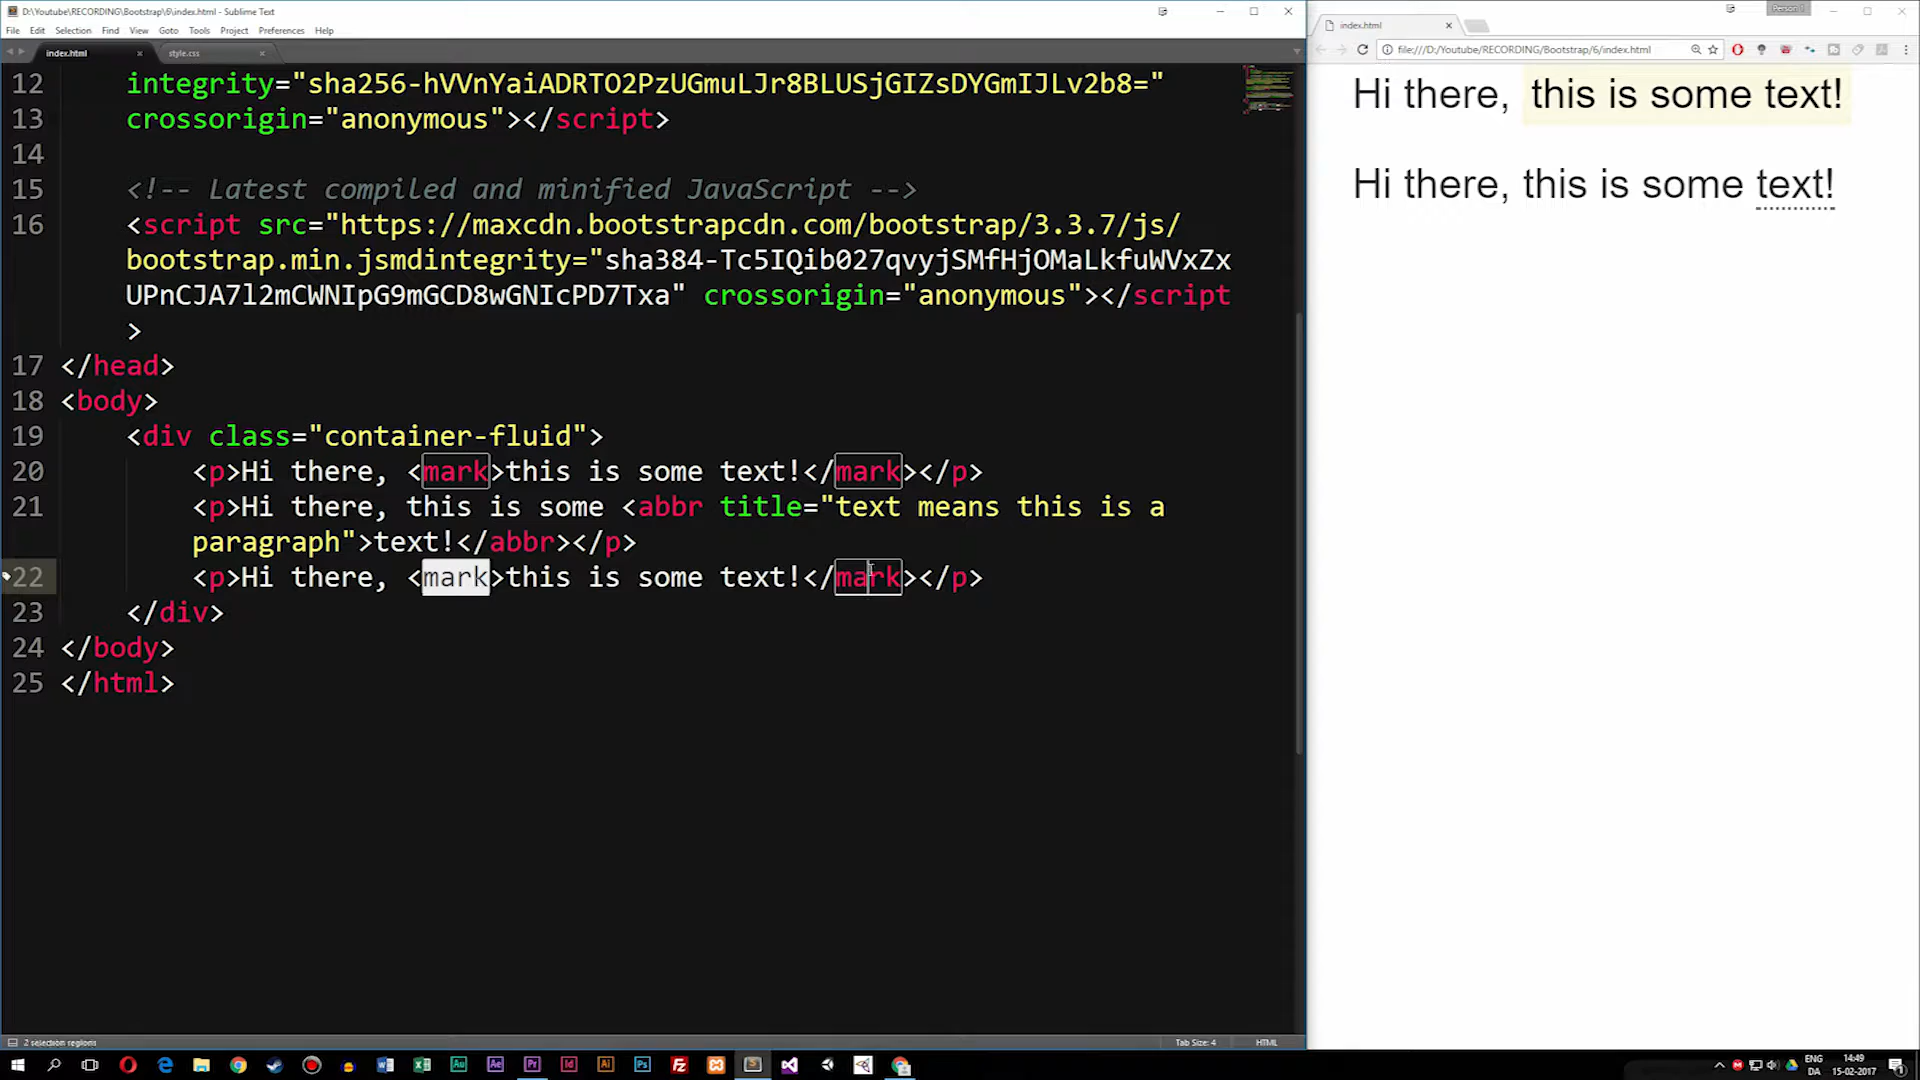 D:\Youtube\RECORDING\Bootstrap\6\index.html - Sublime Text
File Edit Selection Find View Goto Tools Project Preferences Help
index.html
style.css
12 integrity="sha256-hVVnYaiADRTO2PzUGmuLJr8BLUSjGIZsDYGmIJLv2b8="
13 crossorigin="anonymous"></script>
14
15 <!-- Latest compiled and minified JavaScript -->
16 <script src="https://maxcdn.bootstrapcdn.com/bootstrap/3.3.7/js/
bootstrap.min.jsmdintegrity="sha384-Tc5IQib027qvyjSMfHjOMaLkfuWVxZx
UPnCJA7l2mCWNIpG9mGCD8wGNIcPD7Txa" crossorigin="anonymous"></script
>
17 </head>
18 <body>
19 <div class="container-fluid">
20 <p>Hi there, <mark>this is some text!</mark></p>
21 <p>Hi there, this is some <abbr title="text means this is a
paragraph">text!</abbr></p>
22 <p>Hi there, <mark>this is some text!</mark></p>
23 </div>
24 </body>
25 </html>
2 selection regions
Tab Size: 4
HTML
Person 1
index.html
file:///D:/Youtube/RECORDING/Bootstrap/6/index.html
Hi there, this is some text!
Hi there, this is some text!
ENG
DA
14:49
15-02-2017